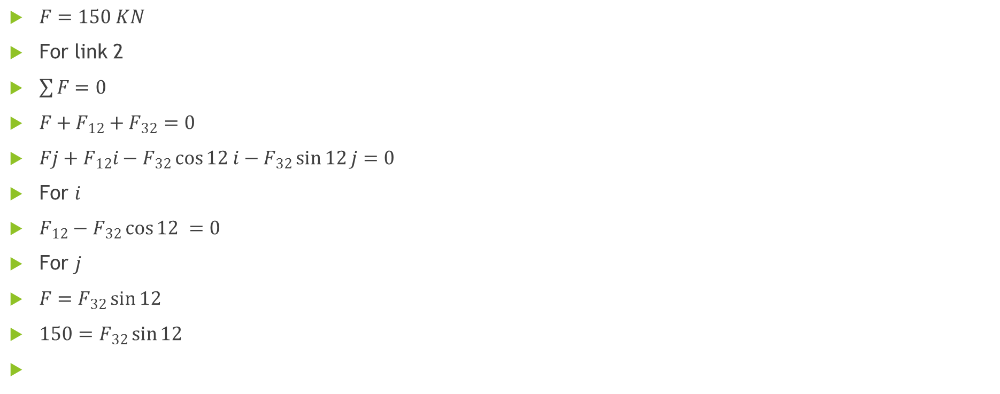 F = 150 KN
For link 2
∑ F = 0
F + F₁₂ + F₃₂ = 0
Fj + F₁₂i − F₃₂ cos 12 i − F₃₂ sin 12 j = 0
For i
F₁₂ − F₃₂ cos 12 = 0
For j
F = F₃₂ sin 12
150 = F₃₂ sin 12